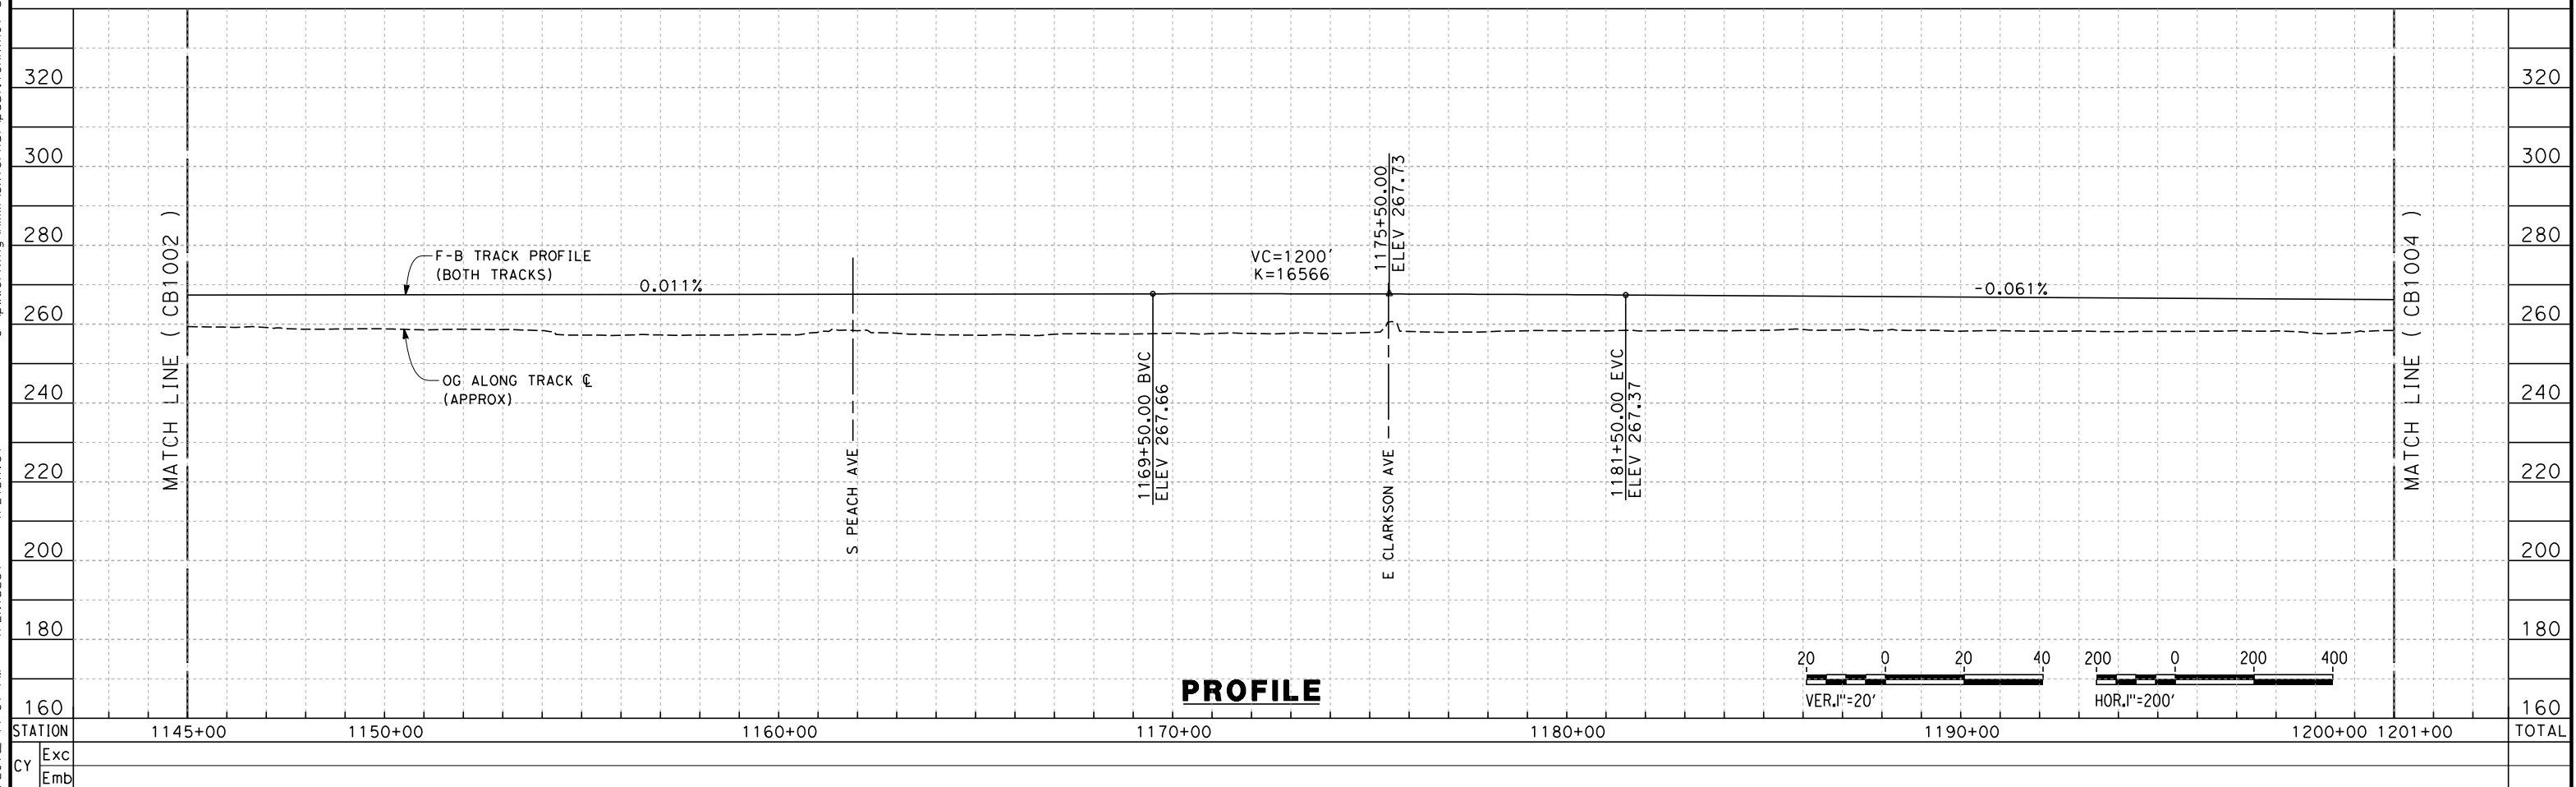 320 320
300 300
280 280
260 260
240 240
220 220
200 200
180 180
160 160
MATCH LINE ( CB1002 )
F-B TRACK PROFILE
(BOTH TRACKS)
0.011%
OG ALONG TRACK ℄
(APPROX)
S PEACH AVE
1169+50.00 BVC
ELEV 267.66
VC=1200'
K=16566
1175+50.00
ELEV 267.73
E CLARKSON AVE
1181+50.00 EVC
ELEV 267.37
-0.061%
MATCH LINE ( CB1004 )
PROFILE
20 0 20 40
VER.1"=20'
200 0 200 400
HOR.1"=200'
STATION 1145+00 1150+00 1160+00 1170+00 1180+00 1190+00 1200+00 1201+00 TOTAL
CY
Exc
Emb